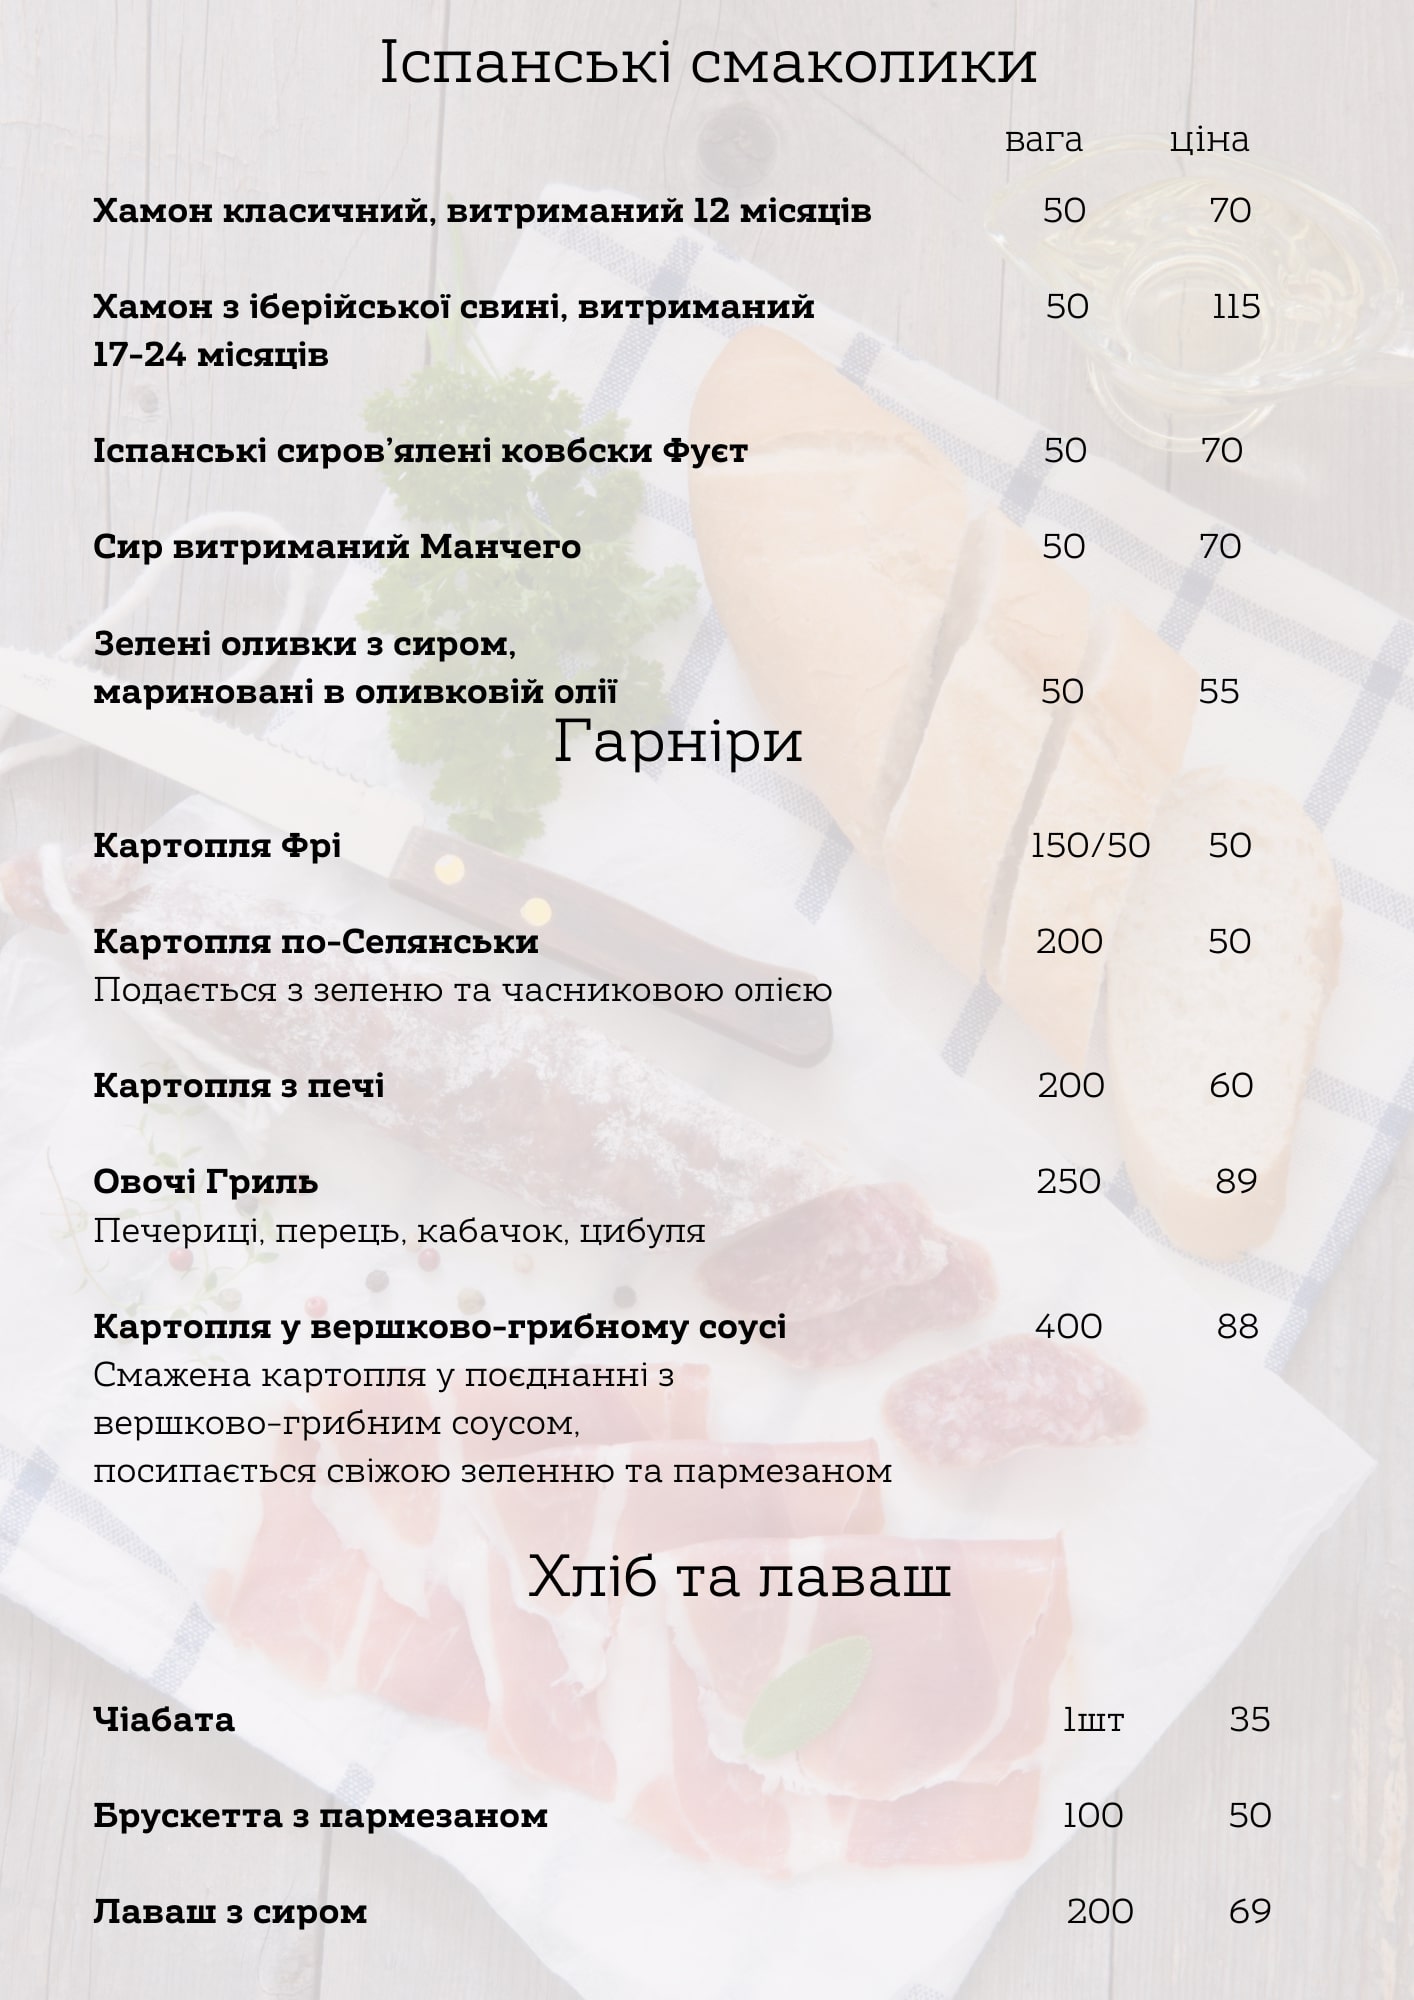 Іспанські смаколики
вага ціна
Хамон класичний, витриманий 12 місяців 50 70
Хамон з іберійської свині, витриманий 50 115
17-24 місяців
Іспанські сиров’ялені ковбски Фуєт 50 70
Сир витриманий Манчего 50 70
Зелені оливки з сиром,
мариновані в оливковій олії 50 55
Гарніри
Картопля Фрі 150/50 50
Картопля по-Селянськи 200 50
Подається з зеленю та часниковою олією
Картопля з печі 200 60
Овочі Гриль 250 89
Печериці, перець, кабачок, цибуля
Картопля у вершково-грибному соусі 400 88
Смажена картопля у поєднанні з
вершково-грибним соусом,
посипається свіжою зеленню та пармезаном
Хліб та лаваш
Чіабата 1шт 35
Брускетта з пармезаном 100 50
Лаваш з сиром 200 69